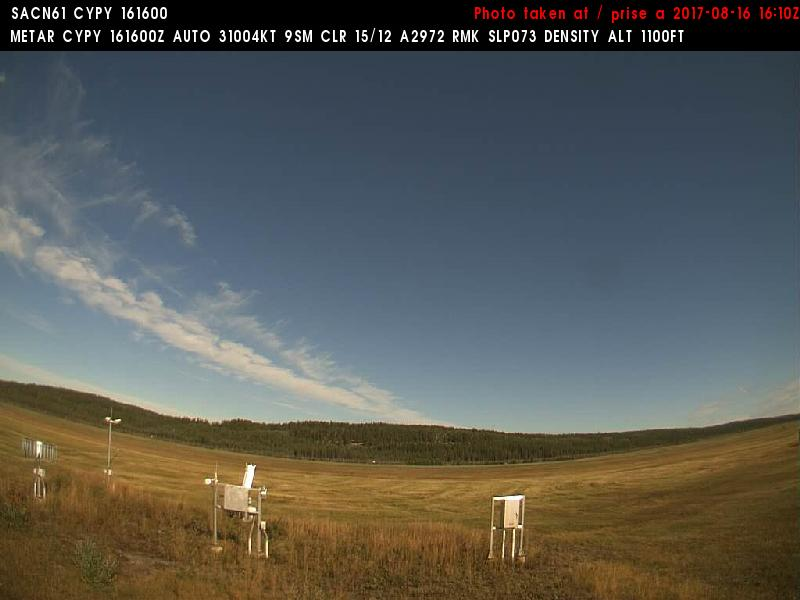 SACN61 CYPY 161600 Photo taken at / prise a 2017-08-16 16:10Z
METAR CYPY 161600Z AUTO 31004KT 9SM CLR 15/12 A2972 RMK SLP073 DENSITY ALT 1100FT